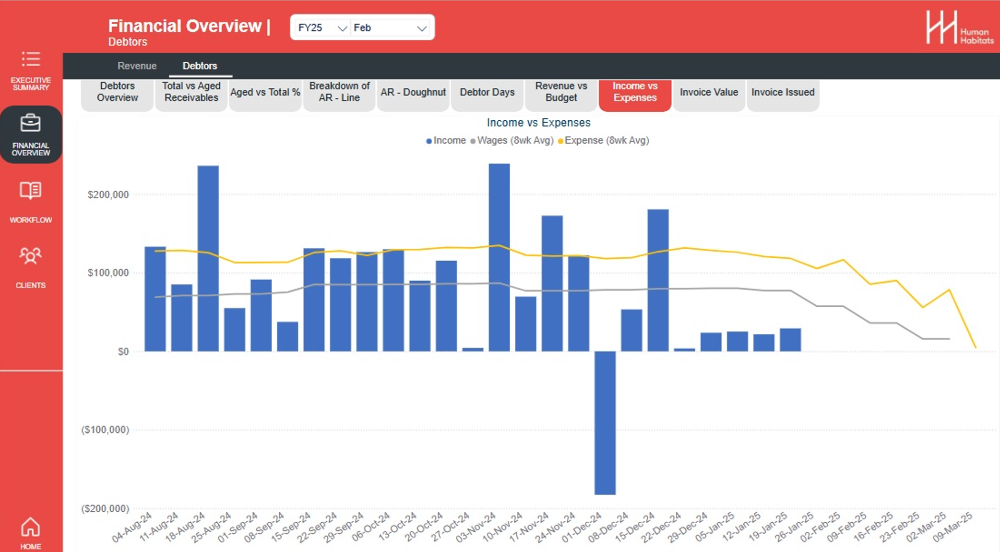 Financial Overview |
Debtors
FY25
Feb
Human
Habitats
EXECUTIVE
SUMMARY
FINANCIAL
OVERVIEW
WORKFLOW
CLIENTS
HOME
Revenue
Debtors
Debtors
Overview
Total vs Aged
Receivables
Aged vs Total %
Breakdown of
AR - Line
AR - Doughnut
Debtor Days
Revenue vs
Budget
Income vs
Expenses
Invoice Value
Invoice Issued
Income vs Expenses
Income
Wages (8wk Avg)
Expense (8wk Avg)
$200,000
$100,000
$0
($100,000)
($200,000)
04-Aug-24
11-Aug-24
18-Aug-24
25-Aug-24
01-Sep-24
08-Sep-24
15-Sep-24
22-Sep-24
29-Sep-24
06-Oct-24
13-Oct-24
20-Oct-24
27-Oct-24
03-Nov-24
10-Nov-24
17-Nov-24
24-Nov-24
01-Dec-24
08-Dec-24
15-Dec-24
22-Dec-24
29-Dec-24
05-Jan-25
12-Jan-25
19-Jan-25
26-Jan-25
02-Feb-25
09-Feb-25
16-Feb-25
23-Feb-25
02-Mar-25
09-Mar-25